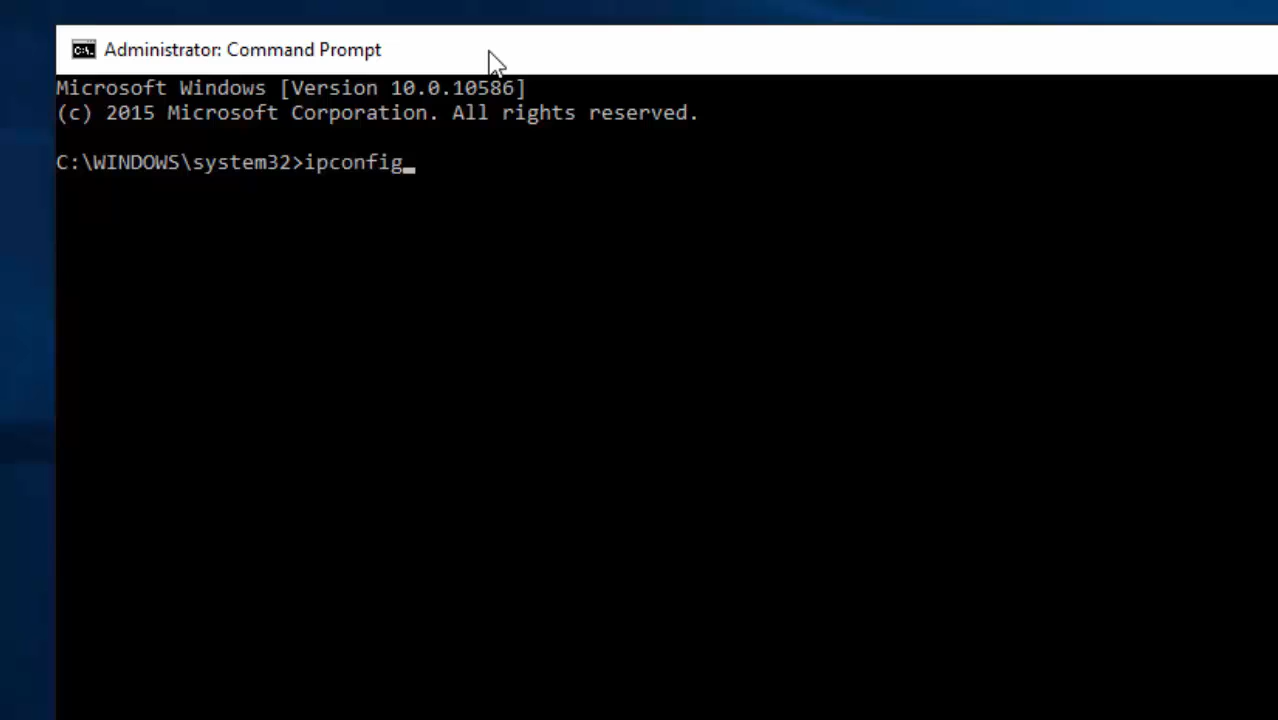 Administrator: Command Prompt
Microsoft Windows [Version 10.0.10586]
(c) 2015 Microsoft Corporation. All rights reserved.
C:\WINDOWS\system32>ipconfig